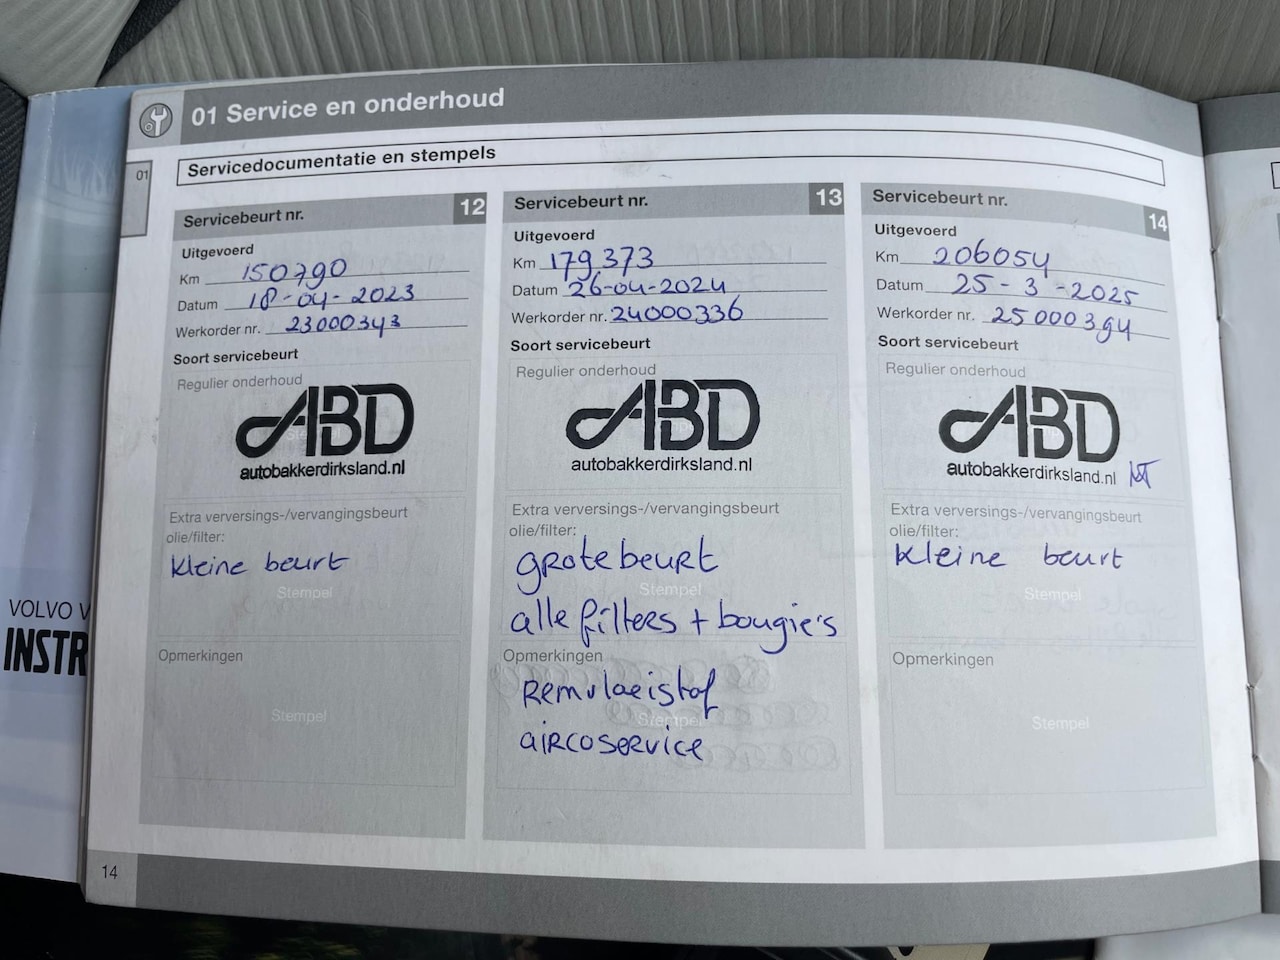 01 Service en onderhoud
01
Servicedocumentatie en stempels
Servicebeurt nr. 12
Uitgevoerd
Km 150790
Datum 18-04-2023
Werkorder nr. 23000343
Soort servicebeurt
Regulier onderhoud
ABD
autobakkerdirksland.nl
Extra verversings-/vervangingsbeurt
olie/filter:
kleine beurt
Stempel
Opmerkingen
Stempel
Servicebeurt nr. 13
Uitgevoerd
Km 179373
Datum 26-04-2024
Werkorder nr. 24000336
Soort servicebeurt
Regulier onderhoud
ABD
autobakkerdirksland.nl
Extra verversings-/vervangingsbeurt
olie/filter:
grote beurt
Stempel
alle filters + bougie's
Opmerkingen
Remvloeistof
Stempel
aircoservice
Servicebeurt nr. 14
Uitgevoerd
Km 206054
Datum 25-3-2025
Werkorder nr. 25000394
Soort servicebeurt
Regulier onderhoud
ABD
autobakkerdirksland.nl
Extra verversings-/vervangingsbeurt
olie/filter:
kleine beurt
Stempel
Opmerkingen
Stempel
14
VOLVO V
INSTR